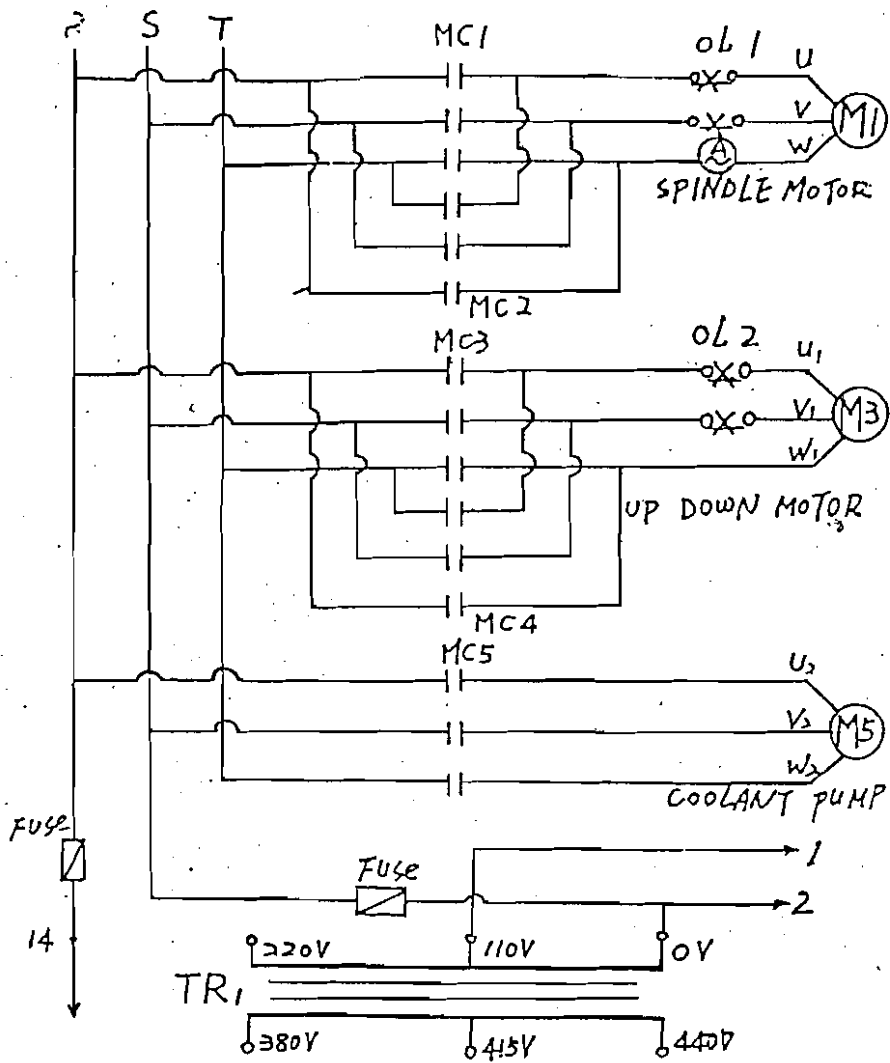 S T
MC1
OL 1
U
V
M1
A
W
SPINDLE MOTOR
MC2
MC3
OL 2
U1
V1
M3
W1
UP DOWN MOTOR
MC4
MC5
U2
V2
M5
W2
COOLANT PUMP
FUSE
FUSE
1
2
14
220V 110V 0V
TR1
380V 415V 440V